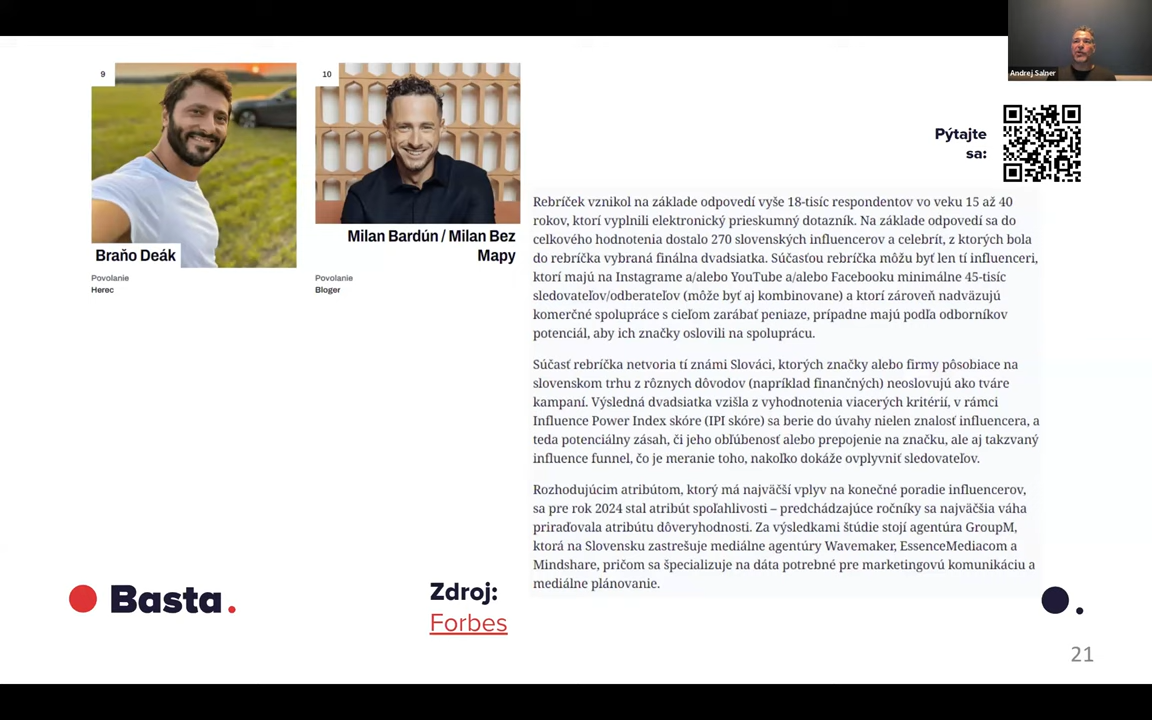 9
Braňo Deák
Povolanie
Herec
10
Milan Bardún / Milan Bez
Mapy
Povolanie
Bloger
Andrej Salner
Pýtajte
sa:
Rebríček vznikol na základe odpovedí vyše 18-tisíc respondentov vo veku 15 až 40
rokov, ktorí vyplnili elektronický prieskumný dotazník. Na základe odpovedí sa do
celkového hodnotenia dostalo 270 slovenských influencerov a celebrít, z ktorých bola
do rebríčka vybraná finálna dvadsiatka. Súčasťou rebríčka môžu byť len tí influenceri,
ktorí majú na Instagrame a/alebo YouTube a/alebo Facebooku minimálne 45-tisíc
sledovateľov/odberateľov (môže byť aj kombinovane) a ktorí zároveň nadväzujú
komerčné spolupráce s cieľom zarábať peniaze, prípadne majú podľa odborníkov
potenciál, aby ich značky oslovili na spoluprácu.
Súčasť rebríčka netvoria tí známi Slováci, ktorých značky alebo firmy pôsobiace na
slovenskom trhu z rôznych dôvodov (napríklad finančných) neoslovujú ako tváre
kampaní. Výsledná dvadsiatka vzišla z vyhodnotenia viacerých kritérií, v rámci
Influence Power Index skóre (IPI skóre) sa berie do úvahy nielen znalosť influencera, a
teda potenciálny zásah, či jeho obľúbenosť alebo prepojenie na značku, ale aj takzvaný
influence funnel, čo je meranie toho, nakoľko dokáže ovplyvniť sledovateľov.
Rozhodujúcim atribútom, ktorý má najväčší vplyv na konečné poradie influencerov,
sa pre rok 2024 stal atribút spoľahlivosti – predchádzajúce ročníky sa najväčšia váha
priraďovala atribútu dôveryhodností. Za výsledkami štúdie stojí agentúra GroupM,
ktorá na Slovensku zastrešuje mediálne agentúry Wavemaker, EssenceMediacom a
Mindshare, pričom sa špecializuje na dáta potrebné pre marketingovú komunikáciu a
mediálne plánovanie.
Basta.
Zdroj:
Forbes
21